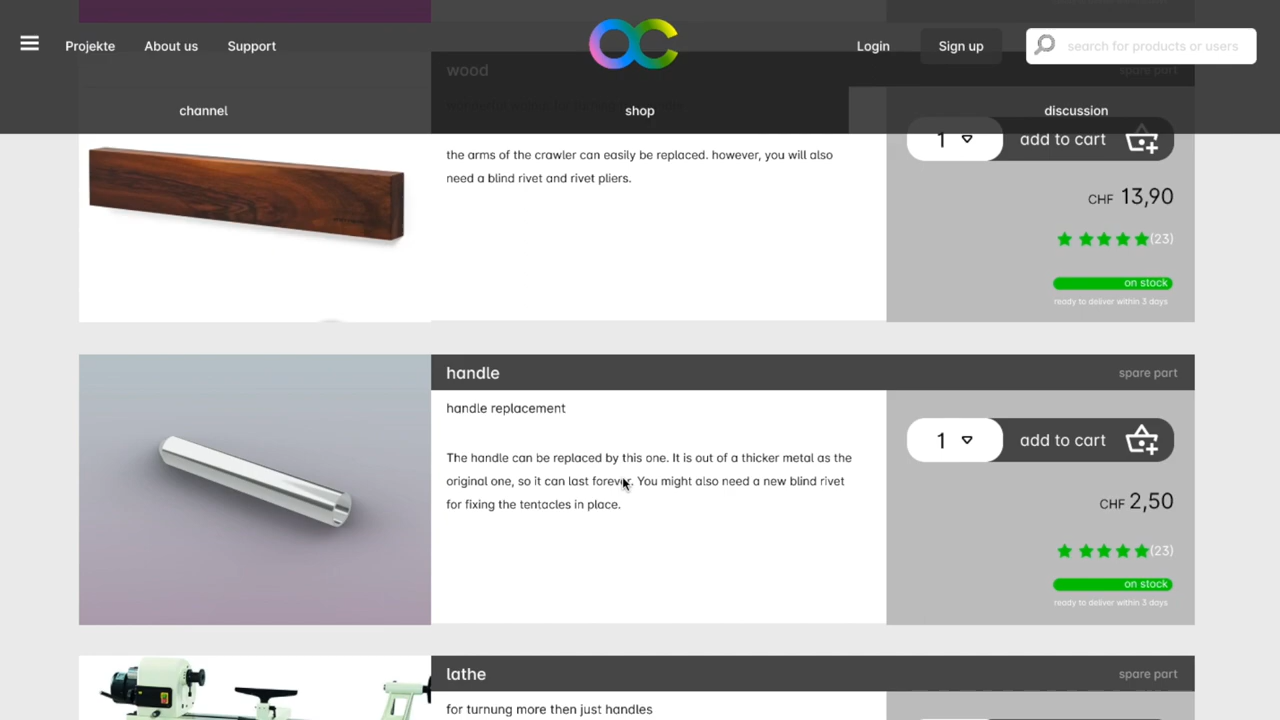 Projekte About us Support OC Login Sign up search for products or users
wood spare part
channel shop discussion
1 add to cart
the arms of the crawler can easily be replaced. however, you will also
need a blind rivet and rivet pliers.
CHF 13,90
(23)
on stock
ready to deliver within 3 days
handle spare part
handle replacement
1 add to cart
The handle can be replaced by this one. It is out of a thicker metal as the
original one, so it can last forever. You might also need a new blind rivet
for fixing the tentacles in place.
CHF 2,50
(23)
on stock
ready to deliver within 3 days
lathe spare part
for turnung more then just handles